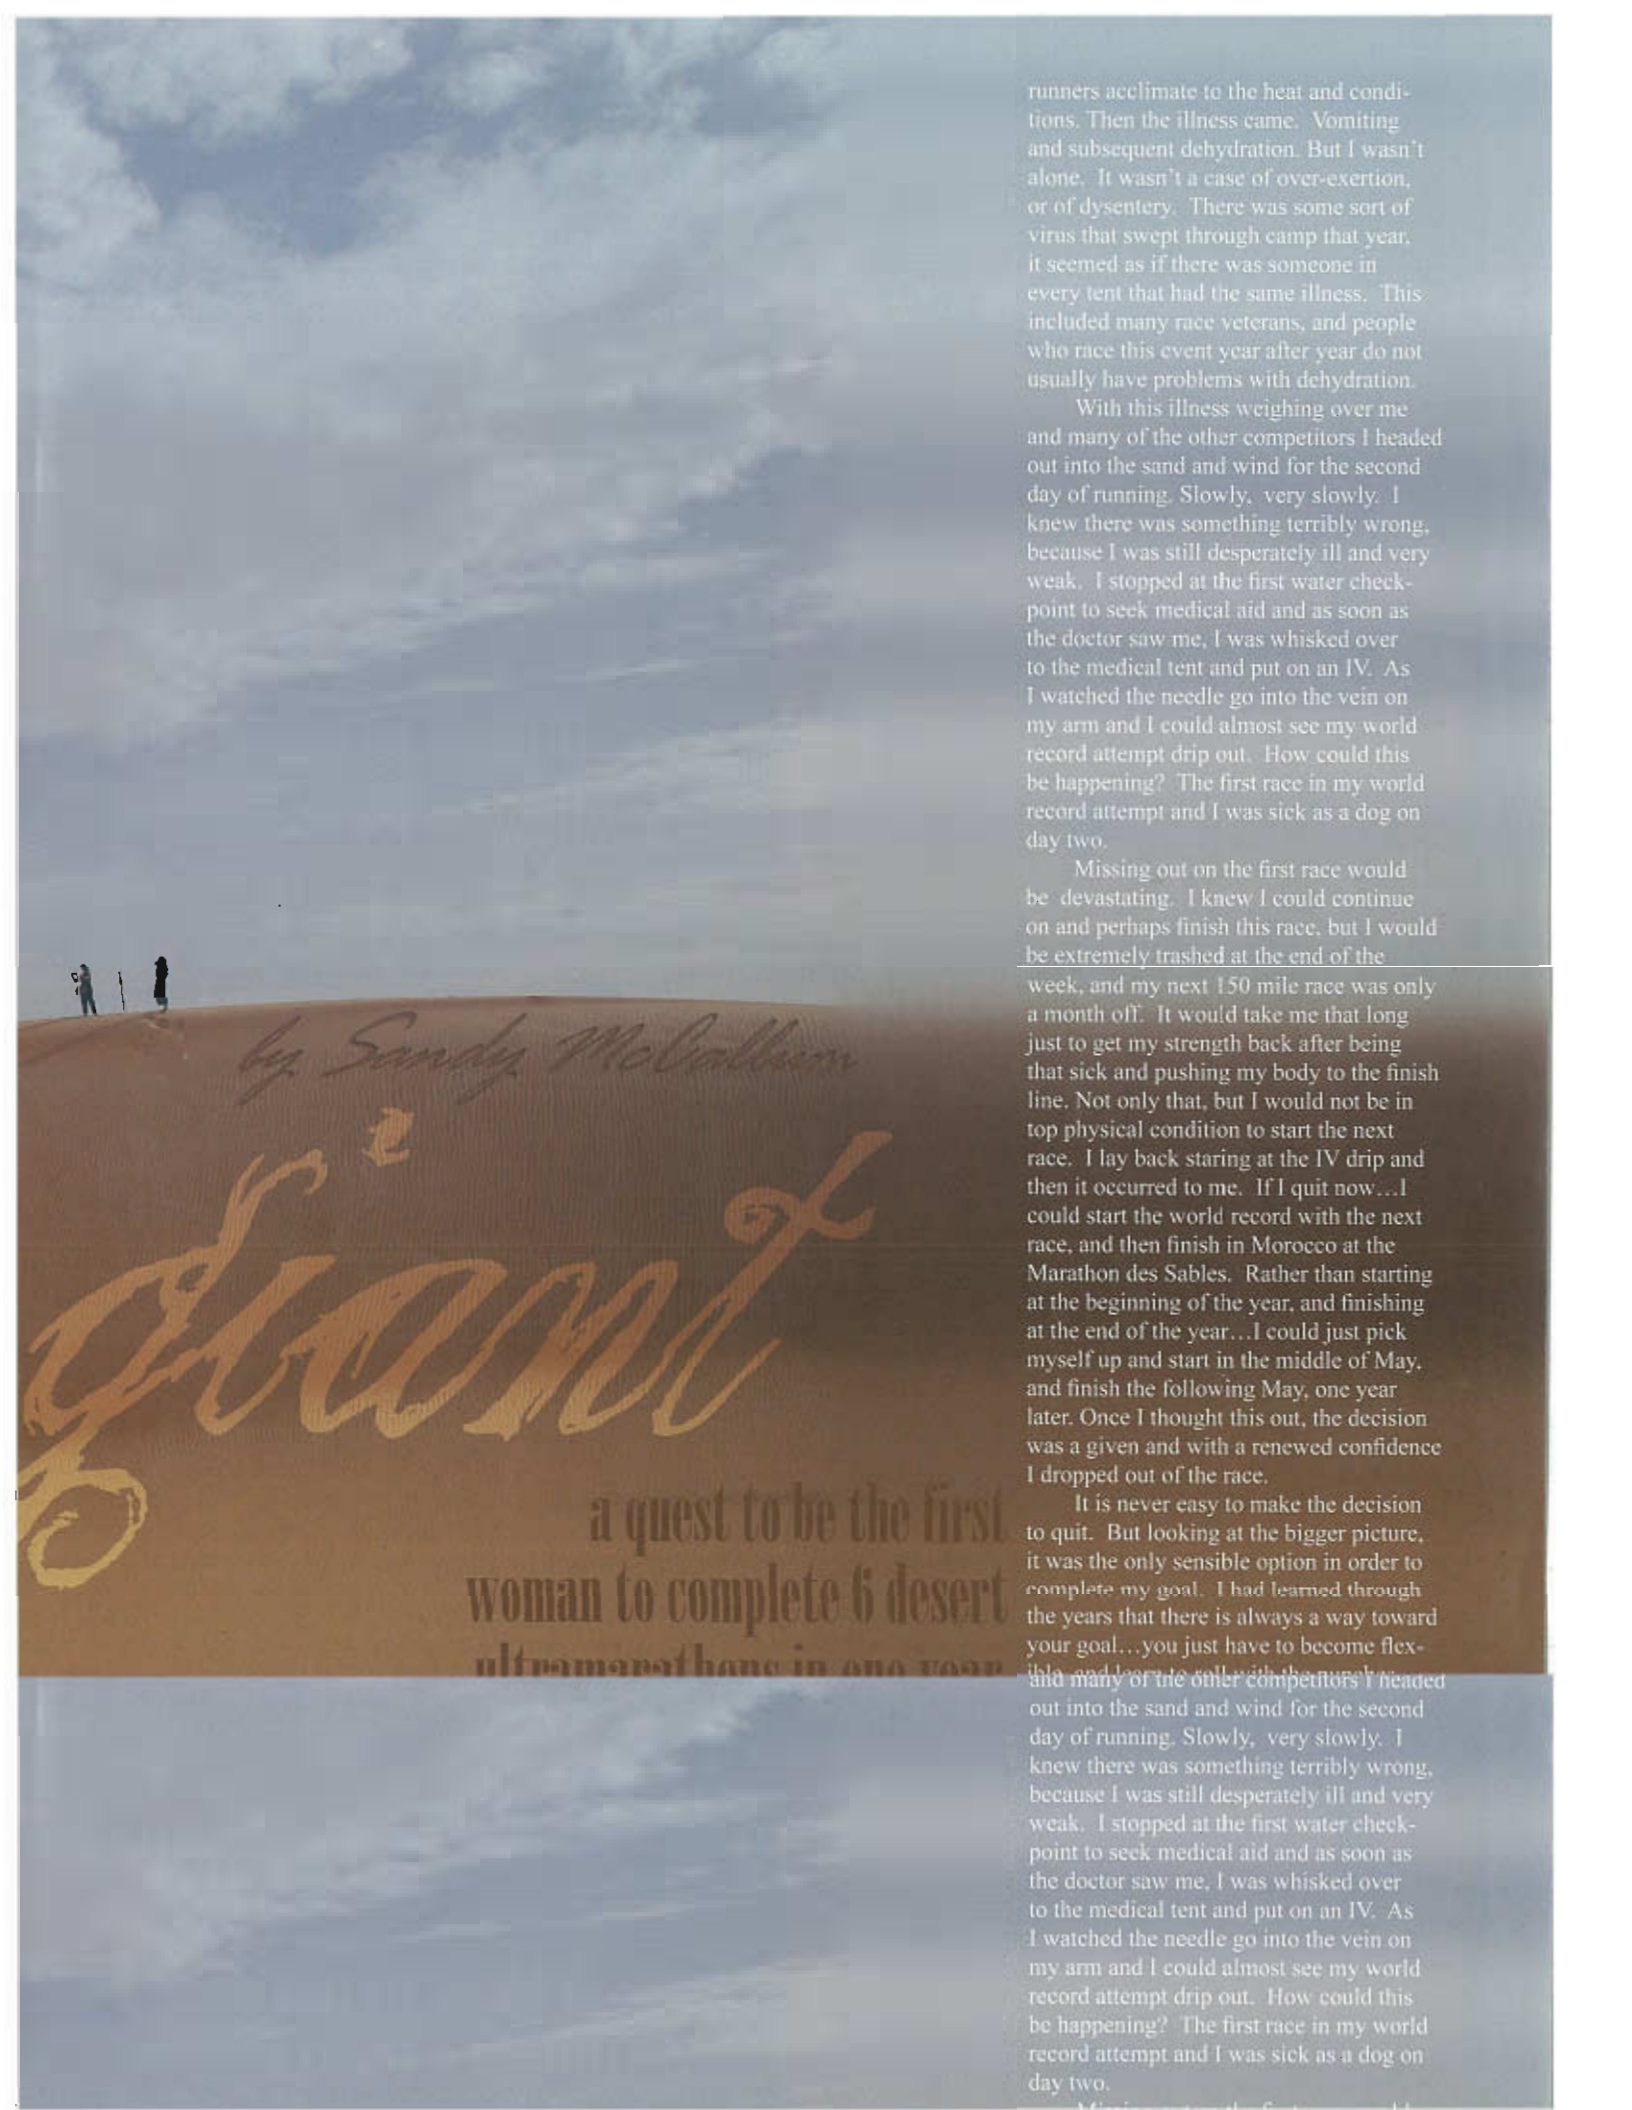 by Sandy McCallum
giant
a quest to be the first
woman to complete 6 desert
ultramarathons in one year
runners acclimate to the heat and condi-
tions. Then the illness came. Vomiting
and subsequent dehydration. But I wasn't
alone. It wasn't a case of over-exertion,
or of dysentery. There was some sort of
virus that swept through camp that year,
it seemed as if there was someone in
every tent that had the same illness. This
included many race veterans, and people
who race this event year after year do not
usually have problems with dehydration.
With this illness weighing over me
and many of the other competitors I headed
out into the sand and wind for the second
day of running. Slowly, very slowly. I
knew there was something terribly wrong,
because I was still desperately ill and very
weak. I stopped at the first water check-
point to seek medical aid and as soon as
the doctor saw me, I was whisked over
to the medical tent and put on an IV. As
I watched the needle go into the vein on
my arm and I could almost see my world
record attempt drip out. How could this
be happening? The first race in my world
record attempt and I was sick as a dog on
day two.
Missing out on the first race would
be devastating. I knew I could continue
on and perhaps finish this race, but I would
be extremely trashed at the end of the
week, and my next 150 mile race was only
a month off. It would take me that long
just to get my strength back after being
that sick and pushing my body to the finish
line. Not only that, but I would not be in
top physical condition to start the next
race. I lay back staring at the IV drip and
then it occurred to me. If I quit now...I
could start the world record with the next
race, and then finish in Morocco at the
Marathon des Sables. Rather than starting
at the beginning of the year, and finishing
at the end of the year...I could just pick
myself up and start in the middle of May,
and finish the following May, one year
later. Once I thought this out, the decision
was a given and with a renewed confidence
I dropped out of the race.
It is never easy to make the decision
to quit. But looking at the bigger picture,
it was the only sensible option in order to
complete my goal. I had learned through
the years that there is always a way toward
your goal...you just have to become flex-
and many of the other competitors I headed
out into the sand and wind for the second
day of running. Slowly, very slowly. I
knew there was something terribly wrong,
because I was still desperately ill and very
weak. I stopped at the first water check-
point to seek medical aid and as soon as
the doctor saw me, I was whisked over
to the medical tent and put on an IV. As
I watched the needle go into the vein on
my arm and I could almost see my world
record attempt drip out. How could this
be happening? The first race in my world
record attempt and I was sick as a dog on
day two.